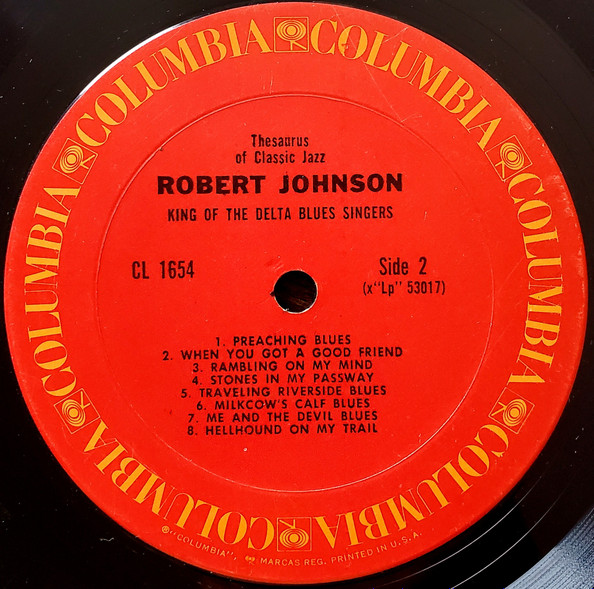 COLUMBIA COLUMBIA COLUMBIA COLUMBIA COLUMBIA COLUMBIA COLUMBIA COLUMBIA
Thesaurus
of Classic Jazz
ROBERT JOHNSON
KING OF THE DELTA BLUES SINGERS
CL 1654
Side 2
(x"Lp" 53017)
1. PREACHING BLUES
2. WHEN YOU GOT A GOOD FRIEND
3. RAMBLING ON MY MIND
4. STONES IN MY PASSWAY
5. TRAVELING RIVERSIDE BLUES
6. MILKCOW'S CALF BLUES
7. ME AND THE DEVIL BLUES
8. HELLHOUND ON MY TRAIL
®"COLUMBIA", MARCAS REG. PRINTED IN U.S.A.